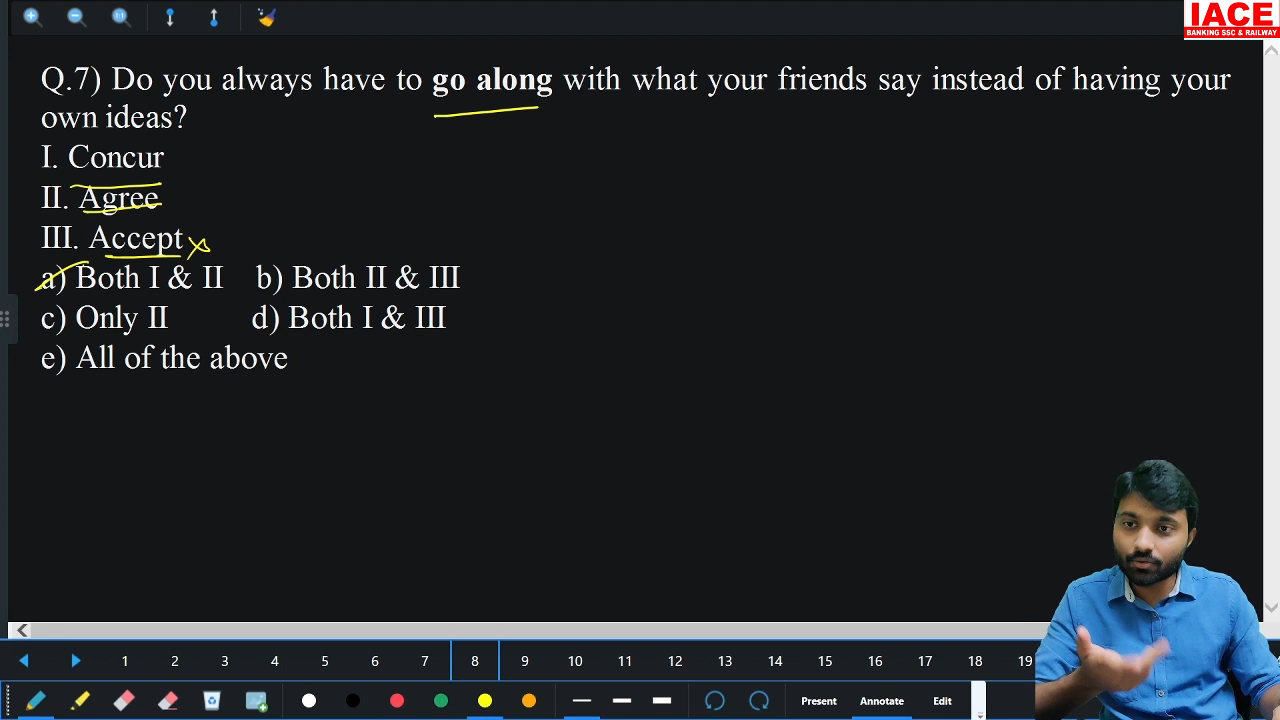 IACE
BANKING SSC & RAILWAY
Q.7) Do you always have to go along with what your friends say instead of having your
own ideas?
I. Concur
II. Agree
III. Accept
a) Both I & II b) Both II & III
c) Only II d) Both I & III
e) All of the above
1 2 3 4 5 6 7 8 9 10 11 12 13 14 15 16 17 18 19
Present Annotate Edit